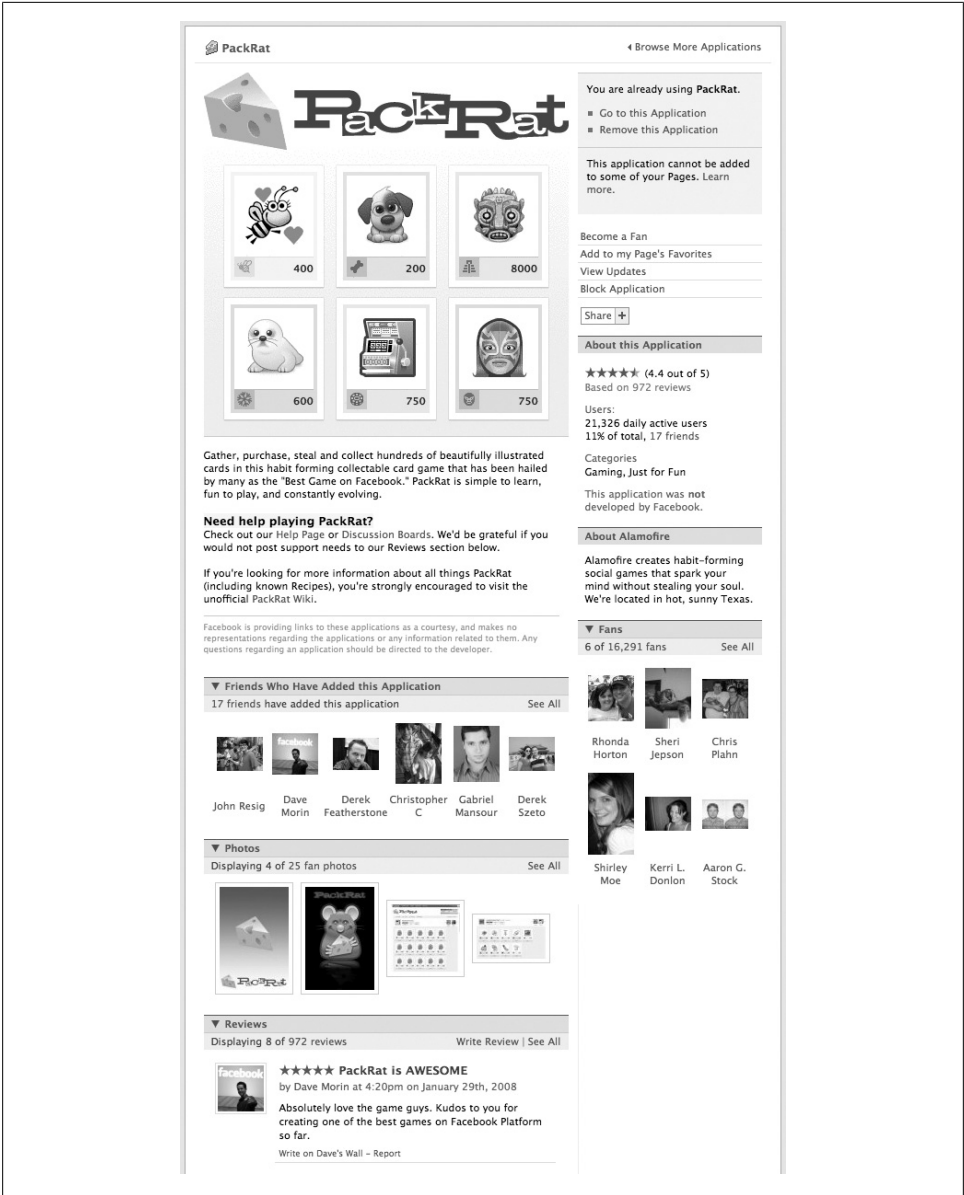 PackRat
Browse More Applications
PackRat
400
200
8000
600
750
750
Gather, purchase, steal and collect hundreds of beautifully illustrated
cards in this habit forming collectable card game that has been hailed
by many as the "Best Game on Facebook." PackRat is simple to learn,
fun to play, and constantly evolving.
Need help playing PackRat?
Check out our Help Page or Discussion Boards. We'd be grateful if you
would not post support needs to our Reviews section below.
If you're looking for more information about all things PackRat
(including known Recipes), you're strongly encouraged to visit the
unofficial PackRat Wiki.
Facebook is providing links to these applications as a courtesy, and makes no
representations regarding the applications or any information related to them. Any
questions regarding an application should be directed to the developer.
Friends Who Have Added this Application
17 friends have added this application See All
facebook
John Resig
Dave
Morin
Derek
Featherstone
Christopher
C
Gabriel
Mansour
Derek
Szeto
Photos
Displaying 4 of 25 fan photos See All
PackRat
PackRat
Reviews
Displaying 8 of 972 reviews Write Review | See All
facebook
★★★★★ PackRat is AWESOME
by Dave Morin at 4:20pm on January 29th, 2008
Absolutely love the game guys. Kudos to you for
creating one of the best games on Facebook Platform
so far.
Write on Dave's Wall – Report
You are already using PackRat.
Go to this Application
Remove this Application
This application cannot be added
to some of your Pages. Learn
more.
Become a Fan
Add to my Page's Favorites
View Updates
Block Application
Share +
About this Application
(4.4 out of 5)
Based on 972 reviews
Users:
21,326 daily active users
11% of total, 17 friends
Categories
Gaming, Just for Fun
This application was not
developed by Facebook.
About Alamofire
Alamofire creates habit-forming
social games that spark your
mind without stealing your soul.
We're located in hot, sunny Texas.
Fans
6 of 16,291 fans See All
Rhonda
Horton
Sheri
Jepson
Chris
Plahn
Shirley
Moe
Kerri L.
Donlon
Aaron G.
Stock